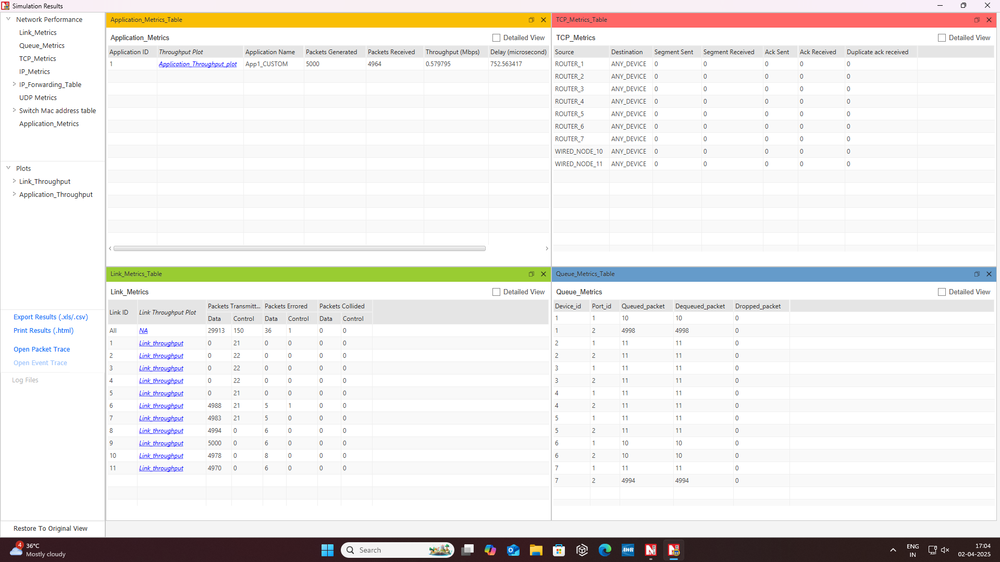 Simulation Results
Network Performance
Link_Metrics
Queue_Metrics
TCP_Metrics
IP_Metrics
IP_Forwarding_Table
UDP Metrics
Switch Mac address table
Application_Metrics
Plots
Link_Throughput
Application_Throughput
Export Results (.xls/.csv)
Print Results (.html)
Open Packet Trace
Open Event Trace
Log Files
Restore To Original View
Application_Metrics_Table
Application_Metrics Detailed View
Application ID Throughput Plot Application Name Packets Generated Packets Received Throughput (Mbps) Delay (microsecond)
1 Application_Throughput_plot App1_CUSTOM 5000 4964 0.579795 752.563417
TCP_Metrics_Table
TCP_Metrics Detailed View
Source Destination Segment Sent Segment Received Ack Sent Ack Received Duplicate ack received
ROUTER_1 ANY_DEVICE 0 0 0 0 0
ROUTER_2 ANY_DEVICE 0 0 0 0 0
ROUTER_3 ANY_DEVICE 0 0 0 0 0
ROUTER_4 ANY_DEVICE 0 0 0 0 0
ROUTER_5 ANY_DEVICE 0 0 0 0 0
ROUTER_6 ANY_DEVICE 0 0 0 0 0
ROUTER_7 ANY_DEVICE 0 0 0 0 0
WIRED_NODE_10 ANY_DEVICE 0 0 0 0 0
WIRED_NODE_11 ANY_DEVICE 0 0 0 0 0
Link_Metrics_Table
Link_Metrics Detailed View
Link ID Link Throughput Plot Packets Transmitt... Packets Errored Packets Collided
Data Control Data Control Data Control
All NA 29913 150 36 1 0 0
1 Link_throughput 0 21 0 0 0 0
2 Link_throughput 0 22 0 0 0 0
3 Link_throughput 0 22 0 0 0 0
4 Link_throughput 0 22 0 0 0 0
5 Link_throughput 0 21 0 0 0 0
6 Link_throughput 4988 21 5 1 0 0
7 Link_throughput 4983 21 5 0 0 0
8 Link_throughput 4994 0 6 0 0 0
9 Link_throughput 5000 0 6 0 0 0
10 Link_throughput 4978 0 8 0 0 0
11 Link_throughput 4970 0 6 0 0 0
Queue_Metrics_Table
Queue_Metrics Detailed View
Device_id Port_id Queued_packet Dequeued_packet Dropped_packet
1 1 10 10 0
1 2 4998 4998 0
2 1 11 11 0
2 2 11 11 0
3 1 11 11 0
3 2 11 11 0
4 1 11 11 0
4 2 11 11 0
5 1 11 11 0
5 2 11 11 0
6 1 10 10 0
6 2 10 10 0
7 1 11 11 0
7 2 4994 4994 0
4
36°C
Mostly cloudy
Search
AWR
ENG
IN
17:04
02-04-2025